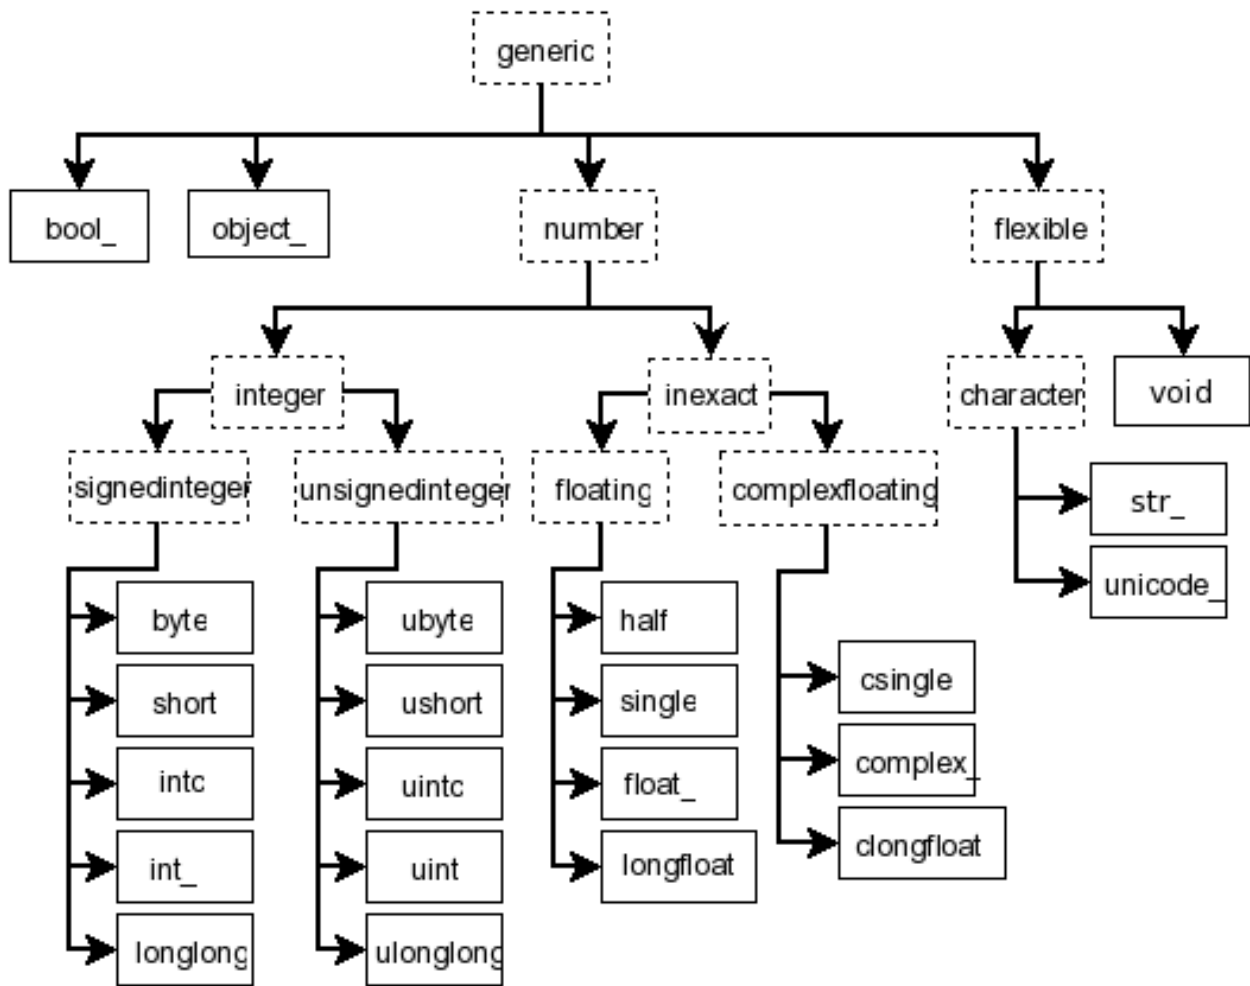 generic
bool_
object_
number
flexible
integer
inexact
character
void
signedinteger
unsignedinteger
floating
complexfloating
str_
unicode_
byte
ubyte
half
csingle
short
ushort
single
complex_
intc
uintc
float_
clongfloat
int_
uint
longfloat
longlong
ulonglong